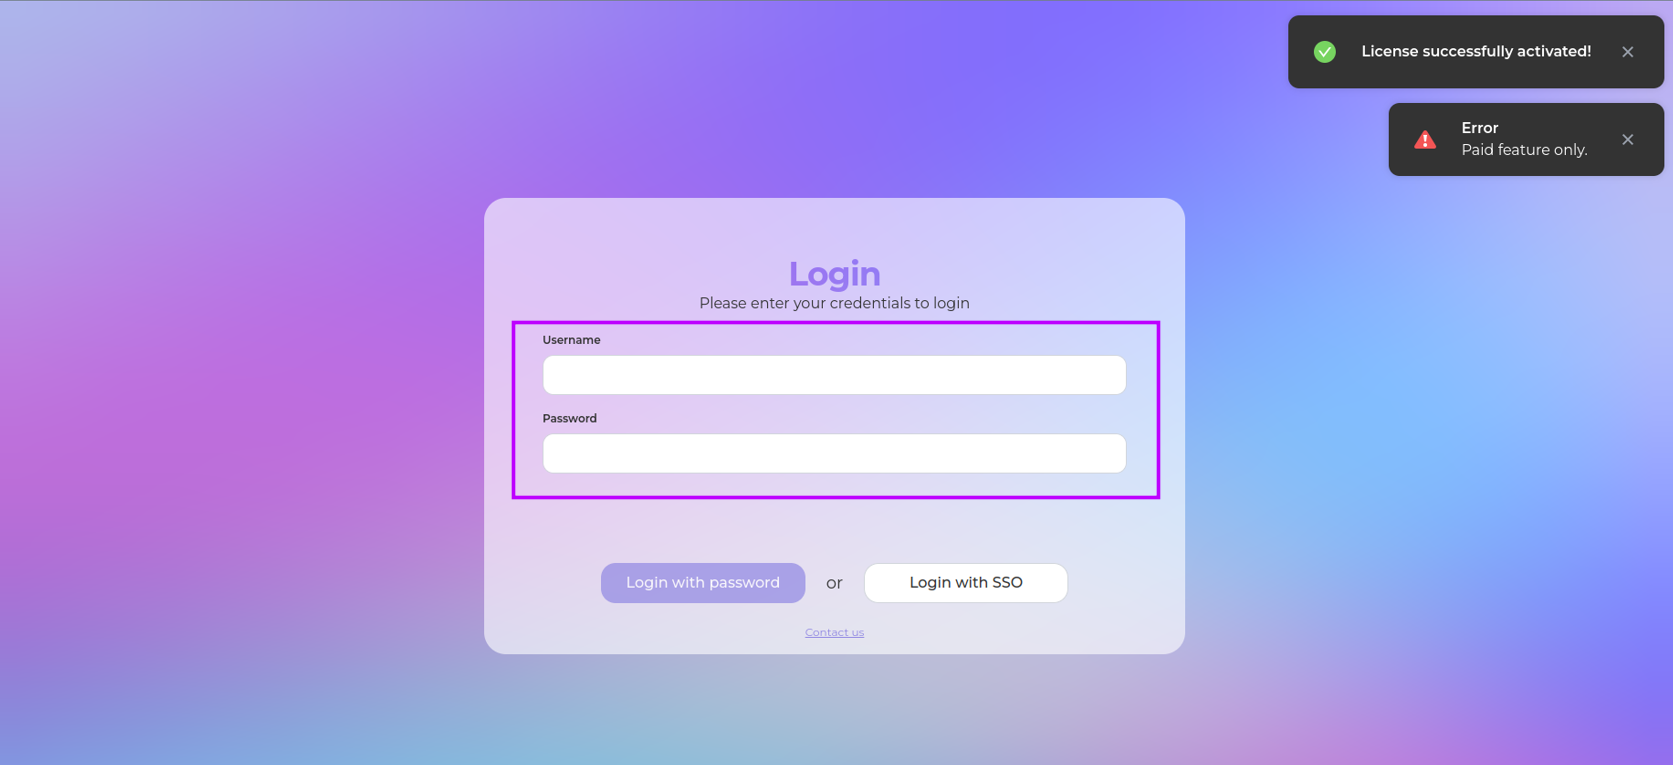 License successfully activated!
Error
Paid feature only.
Login
Please enter your credentials to login
Username
Password
Login with password
or
Login with SSO
Contact us